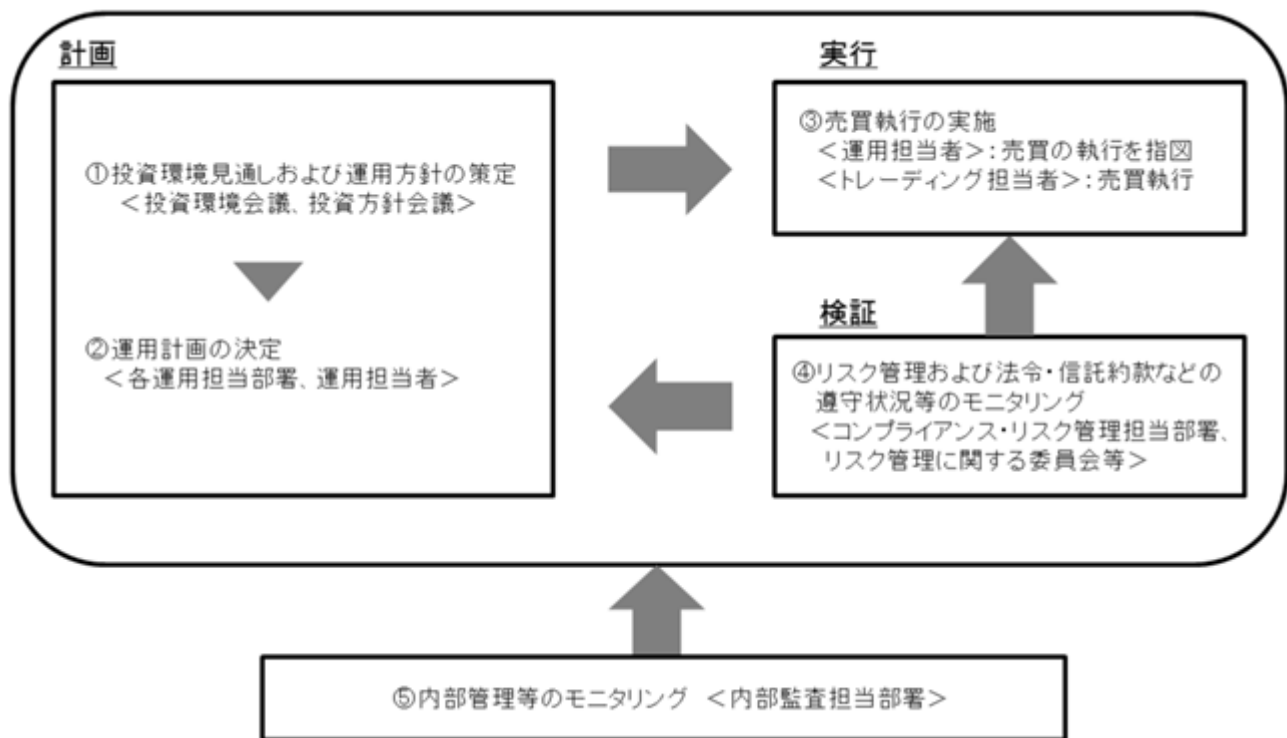 計画
①投資環境見通しおよび運用方針の策定
＜投資環境会議、投資方針会議＞
②運用計画の決定
＜各運用担当部署、運用担当者＞
実行
③売買執行の実施
＜運用担当者＞：売買の執行を指図
＜トレーディング担当者＞：売買執行
検証
④リスク管理および法令・信託約款などの
遵守状況等のモニタリング
＜コンプライアンス・リスク管理担当部署、
リスク管理に関する委員会等＞
⑤内部管理等のモニタリング ＜内部監査担当部署＞